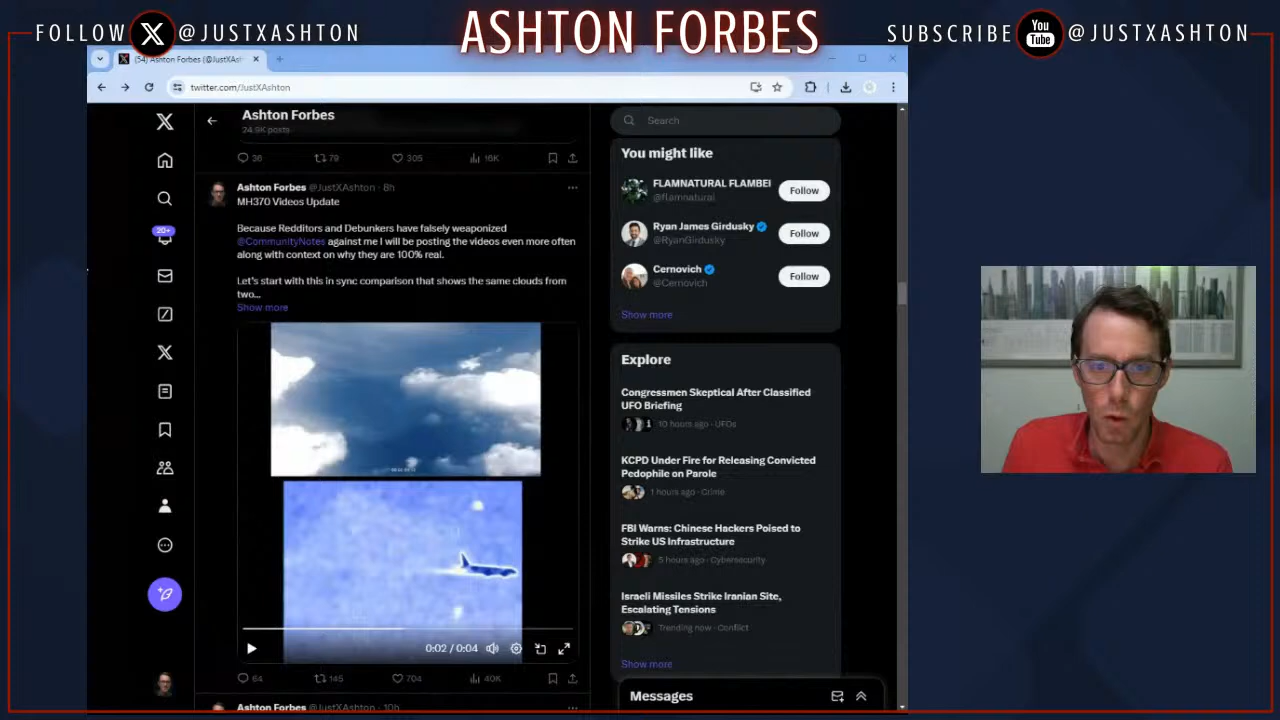 FOLLOW X @JUSTXASHTON
ASHTON FORBES
SUBSCRIBE You Tube @JUSTXASHTON
(54) Ashton Forbes (@JustXAsh
twitter.com/JustXAshton
Ashton Forbes
24.9K posts
36 79 305 16K
Ashton Forbes @JustXAshton · 8h
MH370 Videos Update
Because Redditors and Debunkers have falsely weaponized
@CommunityNotes against me I will be posting the videos even more often
along with context on why they are 100% real.
Let's start with this in sync comparison that shows the same clouds from
two...
Show more
0:02 / 0:04
64 145 704 40K
Ashton Forbes @JustXAshton · 10h
20+
Search
You might like
FLAMNATURAL FLAMBEI
@flamnatural
Follow
Ryan James Girdusky
@RyanGirdusky
Follow
Cernovich
@Cernovich
Follow
Show more
Explore
Congressmen Skeptical After Classified
UFO Briefing
10 hours ago · UFOs
KCPD Under Fire for Releasing Convicted
Pedophile on Parole
1 hours ago · Crime
FBI Warns: Chinese Hackers Poised to
Strike US Infrastructure
5 hours ago · Cybersecurity
Israeli Missiles Strike Iranian Site,
Escalating Tensions
Trending now · Conflict
Show more
Messages